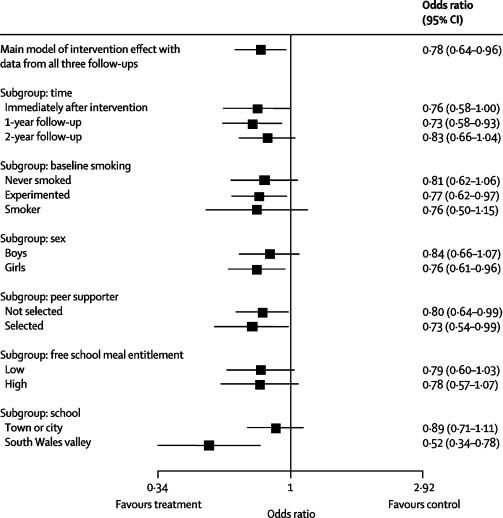 Odds ratio
(95% CI)
Main model of intervention effect with
data from all three follow-ups
0·78 (0·64–0·96)
Subgroup: time
Immediately after intervention 0·76 (0·58–1·00)
1-year follow-up 0·73 (0·58–0·93)
2-year follow-up 0·83 (0·66–1·04)
Subgroup: baseline smoking
Never smoked 0·81 (0·62–1·06)
Experimented 0·77 (0·62–0·97)
Smoker 0·76 (0·50–1·15)
Subgroup: sex
Boys 0·84 (0·66–1·07)
Girls 0·76 (0·61–0·96)
Subgroup: peer supporter
Not selected 0·80 (0·64–0·99)
Selected 0·73 (0·54–0·99)
Subgroup: free school meal entitlement
Low 0·79 (0·60–1·03)
High 0·78 (0·57–1·07)
Subgroup: school
Town or city 0·89 (0·71–1·11)
South Wales valley 0·52 (0·34–0·78)
0·34 1 2·92
Favours treatment Favours control
Odds ratio